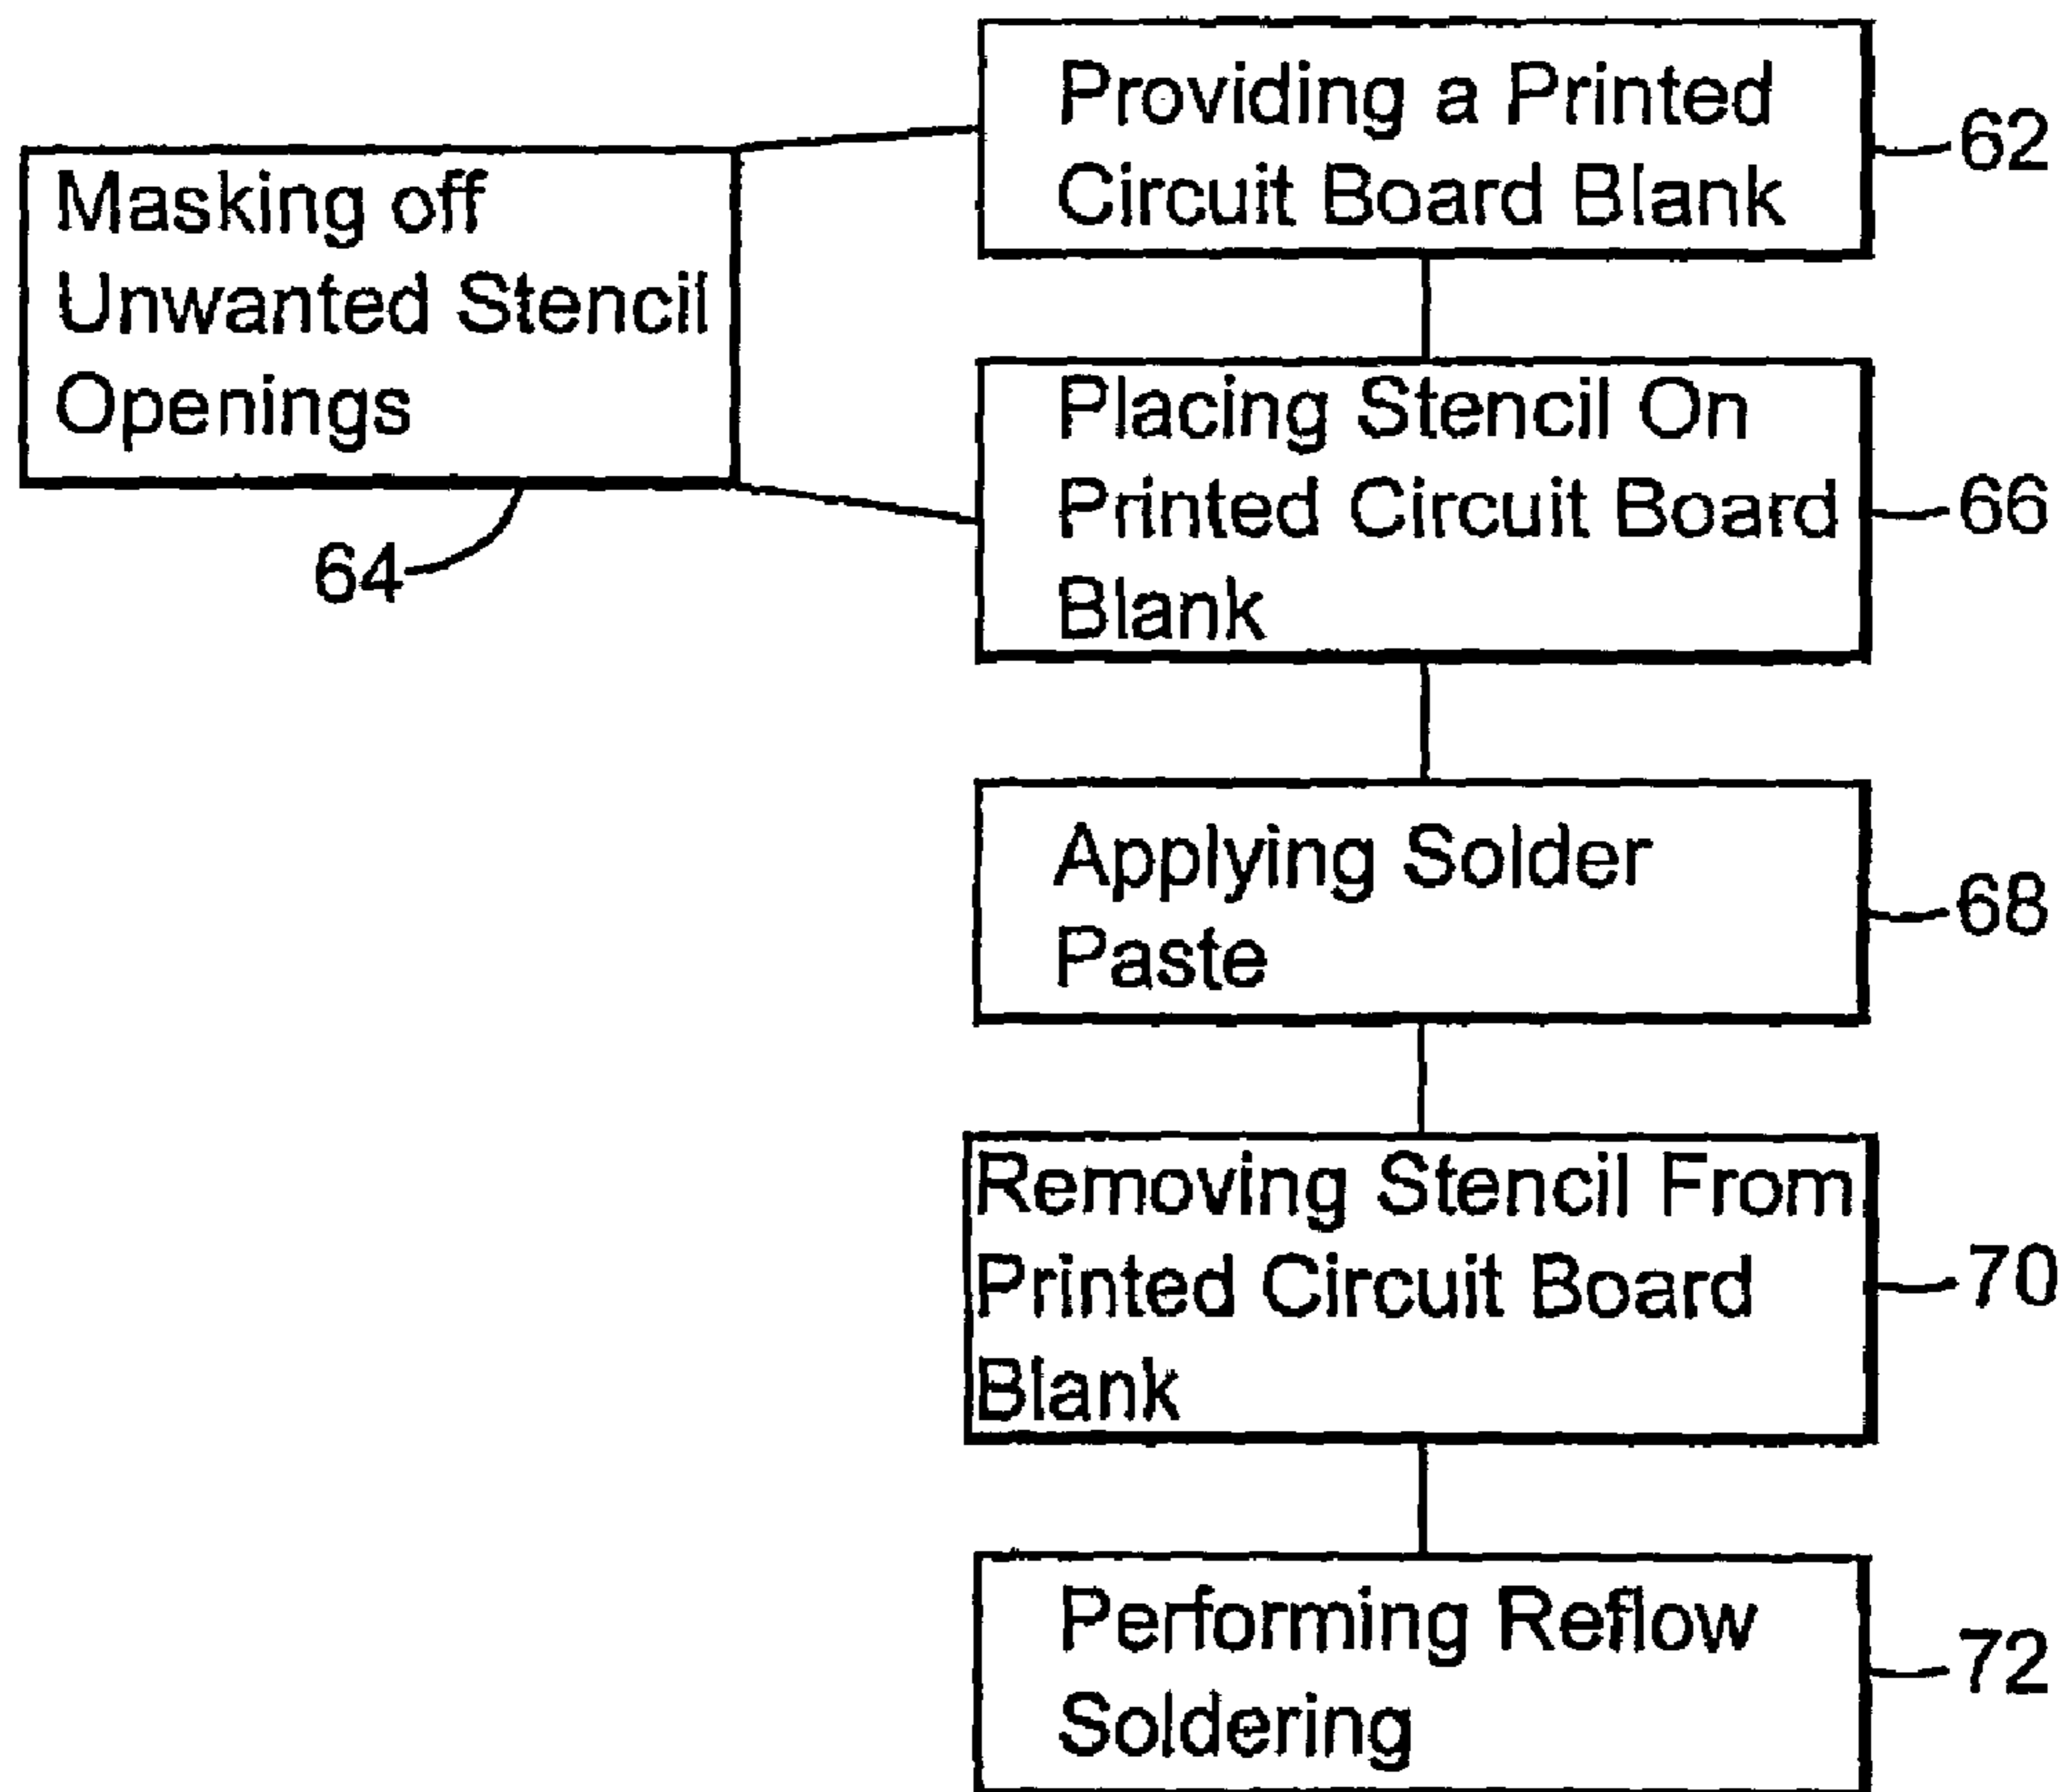 Providing a Printed
Circuit Board Blank
62
Masking off
Unwanted Stencil
Openings
64
Placing Stencil On
Printed Circuit Board
Blank
66
Applying Solder
Paste
68
Removing Stencil From
Printed Circuit Board
Blank
70
Performing Reflow
Soldering
72